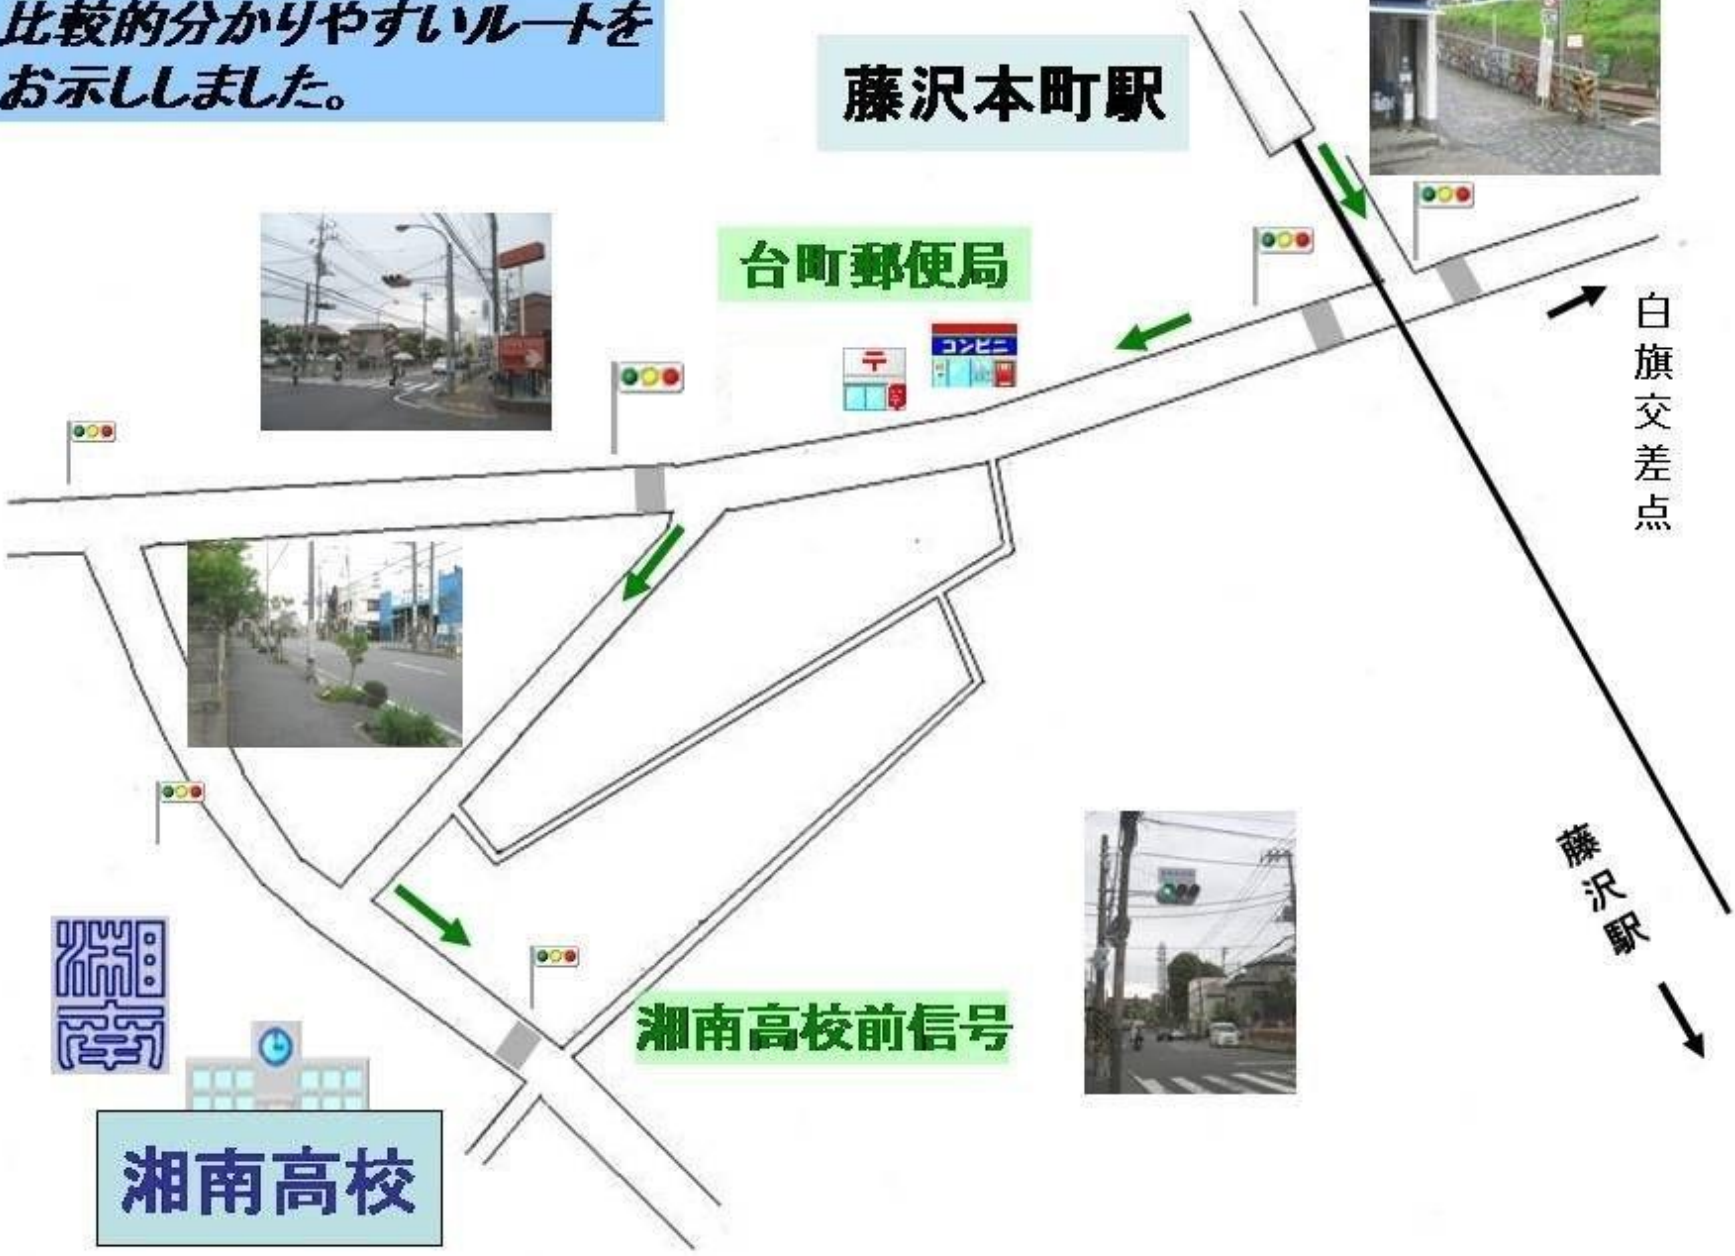 比較的分かりやすいルートを
お示ししました。
藤沢本町駅
台町郵便局
〒
コンビニ
白旗交差点
藤沢駅
湘南高校前信号
湘南
湘南高校